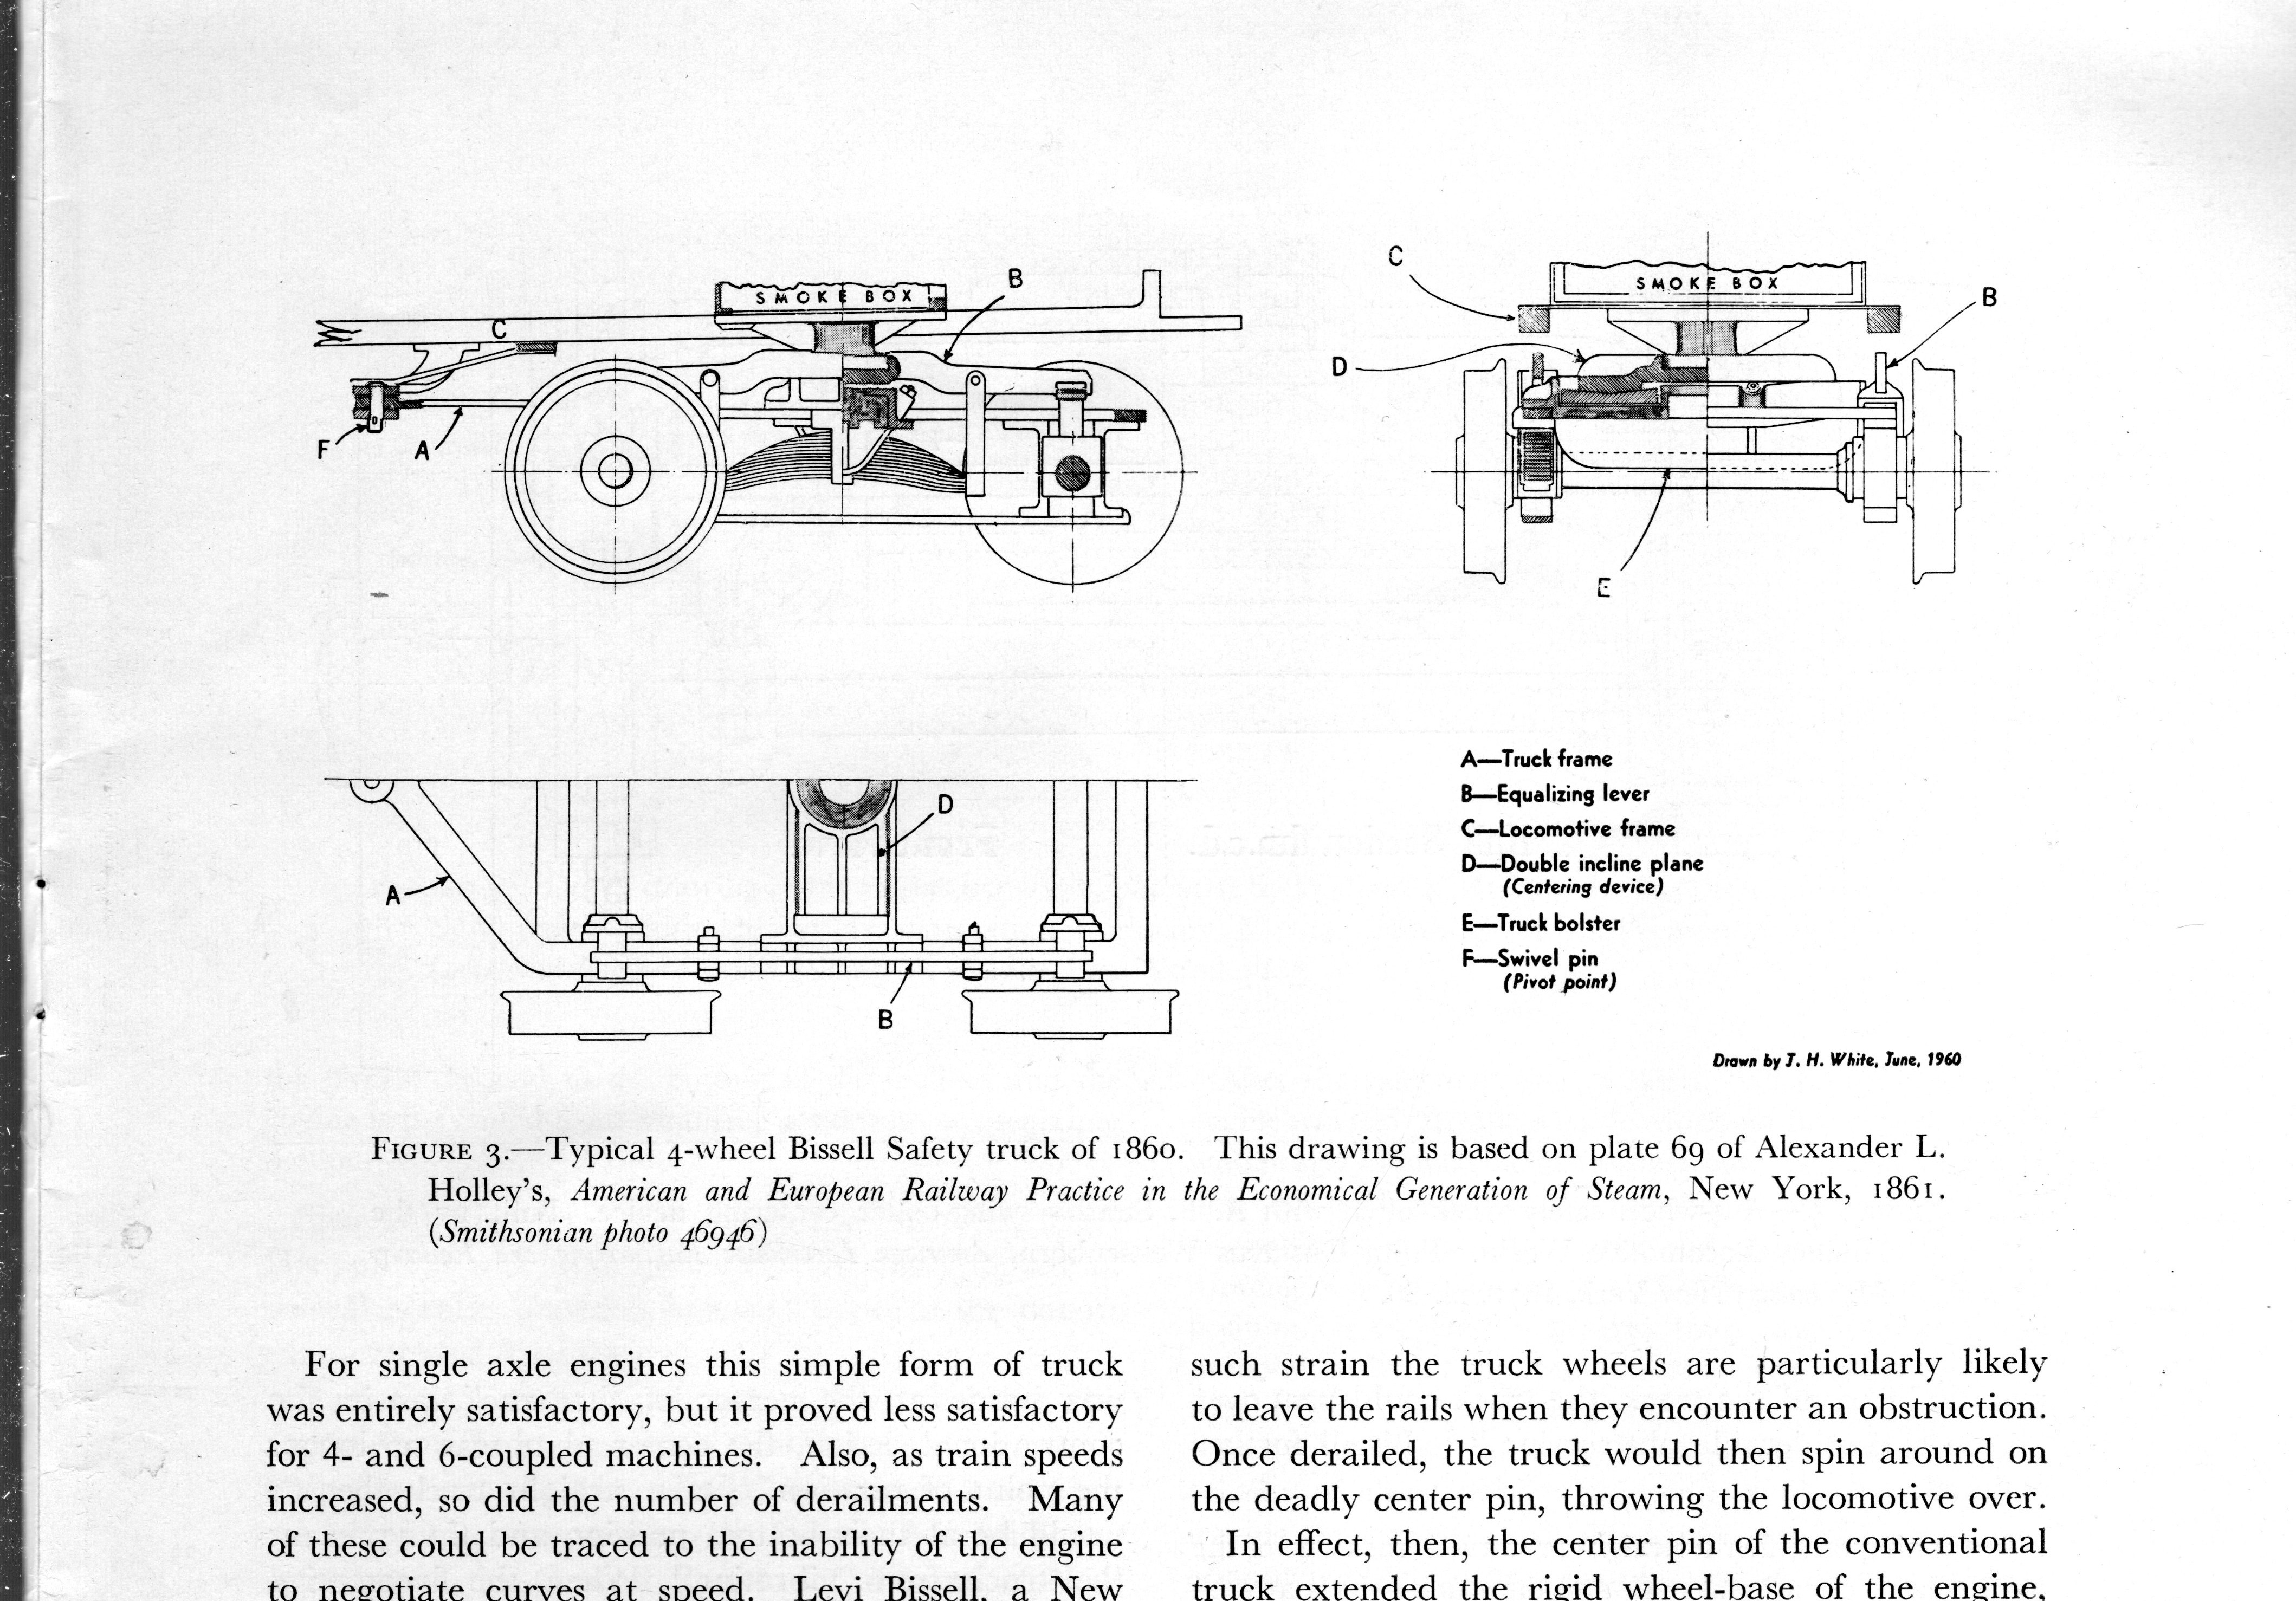 SMOKE BOX
B
C
F
A
C
SMOKE BOX
B
D
E
D
A
B
A—Truck frame
B—Equalizing lever
C—Locomotive frame
D—Double incline plane
(Centering device)
E—Truck bolster
F—Swivel pin
(Pivot point)
Drawn by J. H. White, June, 1960
FIGURE 3.—Typical 4-wheel Bissell Safety truck of 1860. This drawing is based on plate 69 of Alexander L.
Holley's, American and European Railway Practice in the Economical Generation of Steam, New York, 1861.
(Smithsonian photo 46946)
For single axle engines this simple form of truck
was entirely satisfactory, but it proved less satisfactory
for 4- and 6-coupled machines. Also, as train speeds
increased, so did the number of derailments. Many
of these could be traced to the inability of the engine
to negotiate curves at speed. Levi Bissell, a New
such strain the truck wheels are particularly likely
to leave the rails when they encounter an obstruction.
Once derailed, the truck would then spin around on
the deadly center pin, throwing the locomotive over.
In effect, then, the center pin of the conventional
truck extended the rigid wheel-base of the engine,